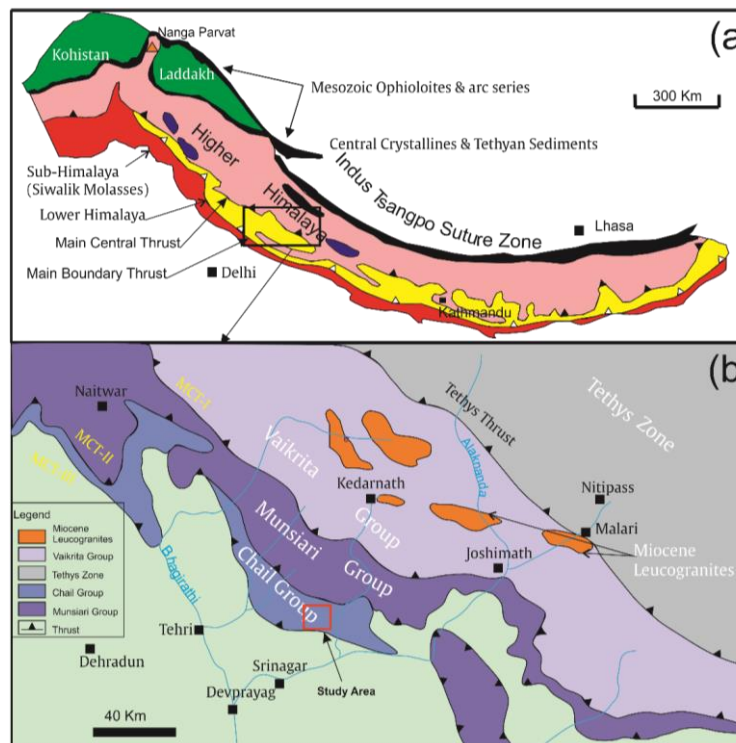 (a)
Nanga Parvat
Kohistan
Laddakh
Mesozoic Ophioloites & arc series
300 Km
Higher
Himalaya
Central Crystallines & Tethyan Sediments
Indus Tsangpo Suture Zone
Sub-Himalaya
(Siwalik Molasses)
Lower Himalaya
Main Central Thrust
Main Boundary Thrust
Delhi
Lhasa
Kathmandu
(b)
Naitwar
MCT-I
MCT-II
MCT-III
Tethys Thrust
Tethys Zone
Vaikrita
Group
Alaknanda
Kedarnath
Nitipass
Malari
Miocene
Leucogranites
Joshimath
Munsiari
Group
Chail Group
Bhagirathi
Legend
Miocene
Leucogranites
Vaikrita Group
Tethys Zone
Chail Group
Munsiari Group
Thrust
Tehri
Dehradun
Srinagar
Study Area
Devprayag
40 Km